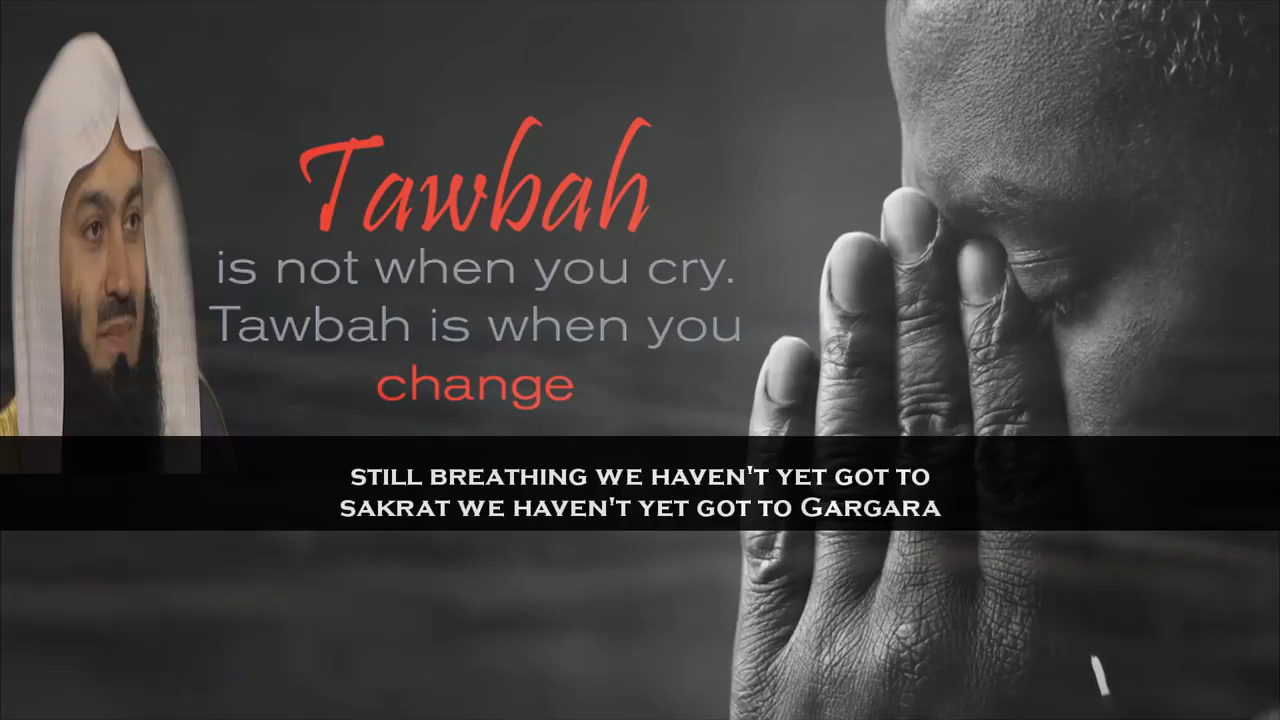 Tawbah
is not when you cry.
Tawbah is when you
change
STILL BREATHING WE HAVEN'T YET GOT TO
SAKRAT WE HAVEN'T YET GOT TO GARGARA